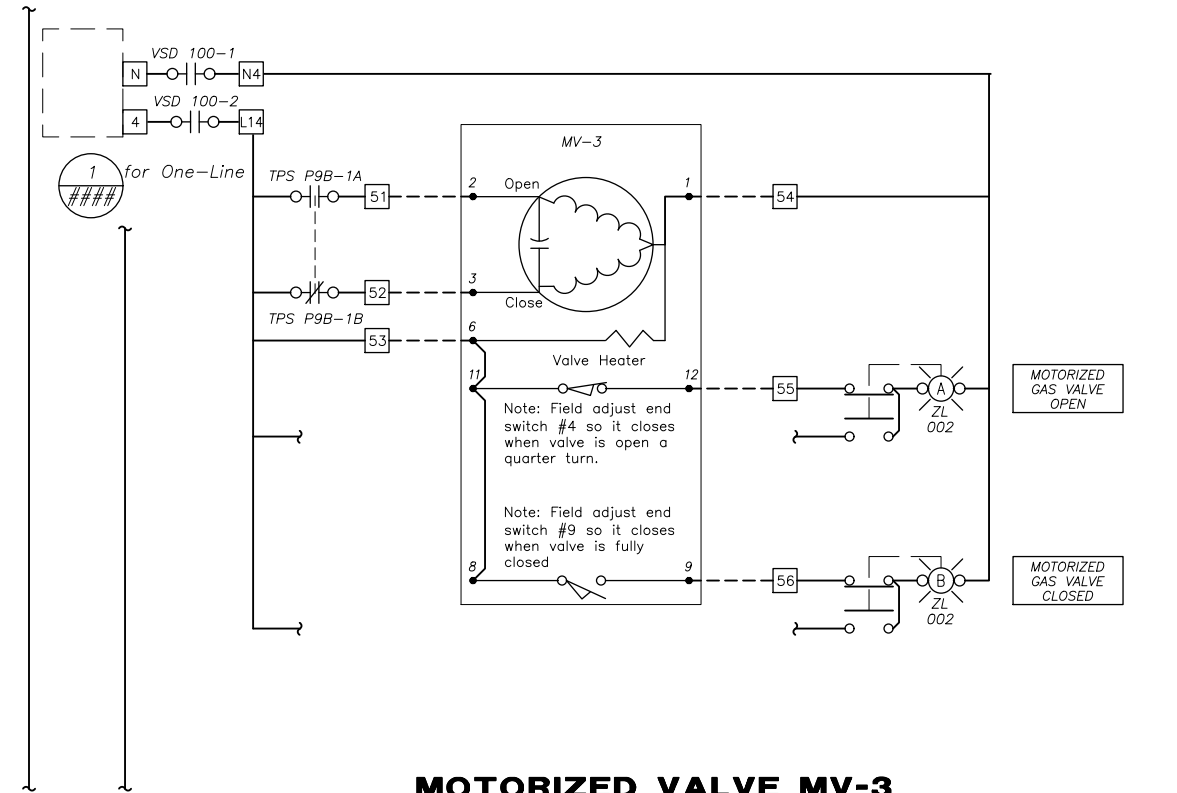 VSD 100-1
N
N4
VSD 100-2
4
L14
1
####
for One-Line
MV-3
TPS P9B-1A
51
2
Open
1
54
3
Close
52
TPS P9B-1B
53
6
Valve Heater
11
12
55
A
ZL
002
MOTORIZED
GAS VALVE
OPEN
Note: Field adjust end
switch #4 so it closes
when valve is open a
quarter turn.
Note: Field adjust end
switch #9 so it closes
when valve is fully
closed
8
9
56
B
ZL
002
MOTORIZED
GAS VALVE
CLOSED
MOTORIZED VALVE MV-3